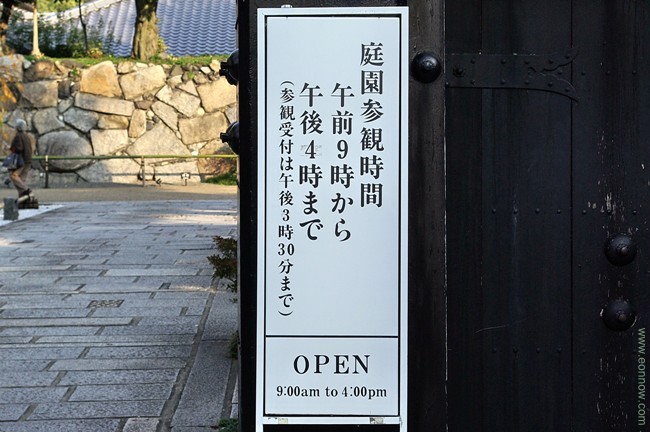 庭園参観時間
午前9時から
午後4時まで
(参観受付は午後3時30分まで)
OPEN
9:00am to 4:00pm
www.eonnow.com